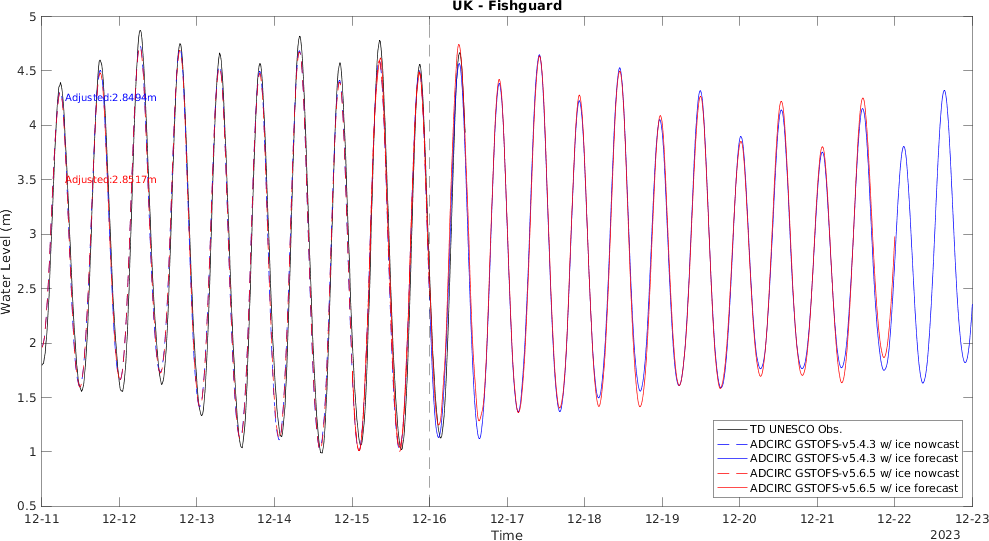 UK - Fishguard
5
4.5
4
3.5
3
2.5
2
1.5
1
0.5
Water Level (m)
Adjusted:2.8494m
Adjusted:2.8517m
TD UNESCO Obs.
ADCIRC GSTOFS-v5.4.3 w/ ice nowcast
ADCIRC GSTOFS-v5.4.3 w/ ice forecast
ADCIRC GSTOFS-v5.6.5 w/ ice nowcast
ADCIRC GSTOFS-v5.6.5 w/ ice forecast
12-11 12-12 12-13 12-14 12-15 12-16 12-17 12-18 12-19 12-20 12-21 12-22 12-23
Time
2023